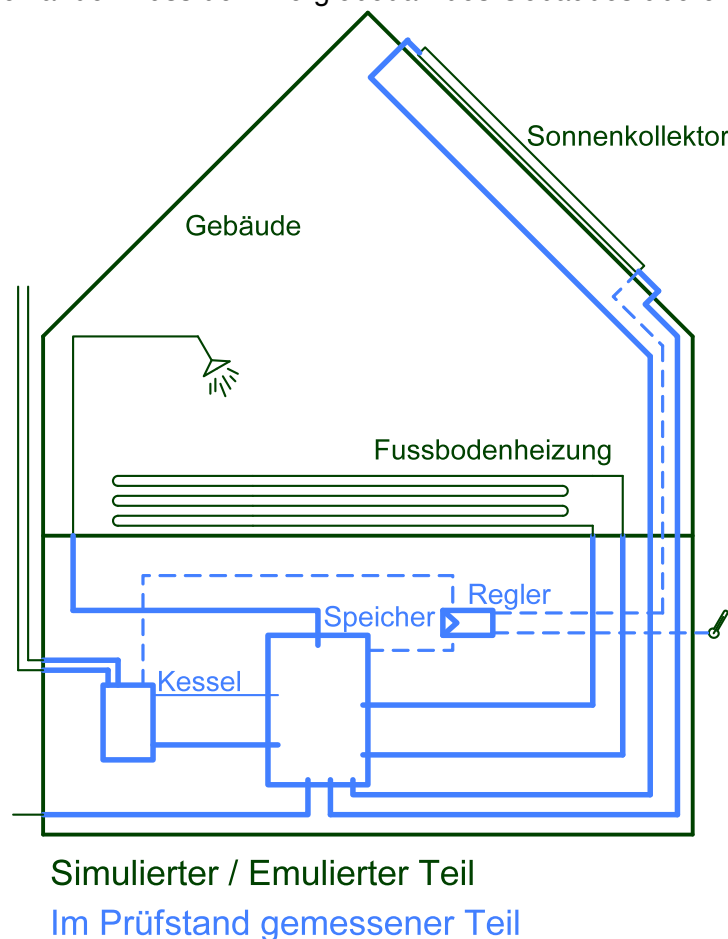 Sonnenkollektor
Gebäude
Fussbodenheizung
Regler
Speicher
Kessel
Simulierter / Emulierter Teil
Im Prüfstand gemessener Teil